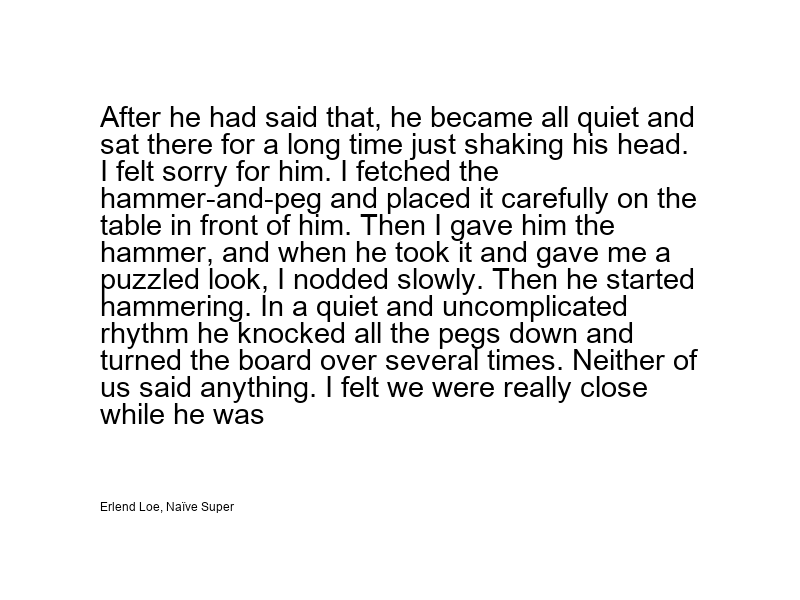 After he had said that, he became all quiet and
sat there for a long time just shaking his head.
I felt sorry for him. I fetched the
hammer-and-peg and placed it carefully on the
table in front of him. Then I gave him the
hammer, and when he took it and gave me a
puzzled look, I nodded slowly. Then he started
hammering. In a quiet and uncomplicated
rhythm he knocked all the pegs down and
turned the board over several times. Neither of
us said anything. I felt we were really close
while he was
Erlend Loe, Naïve Super